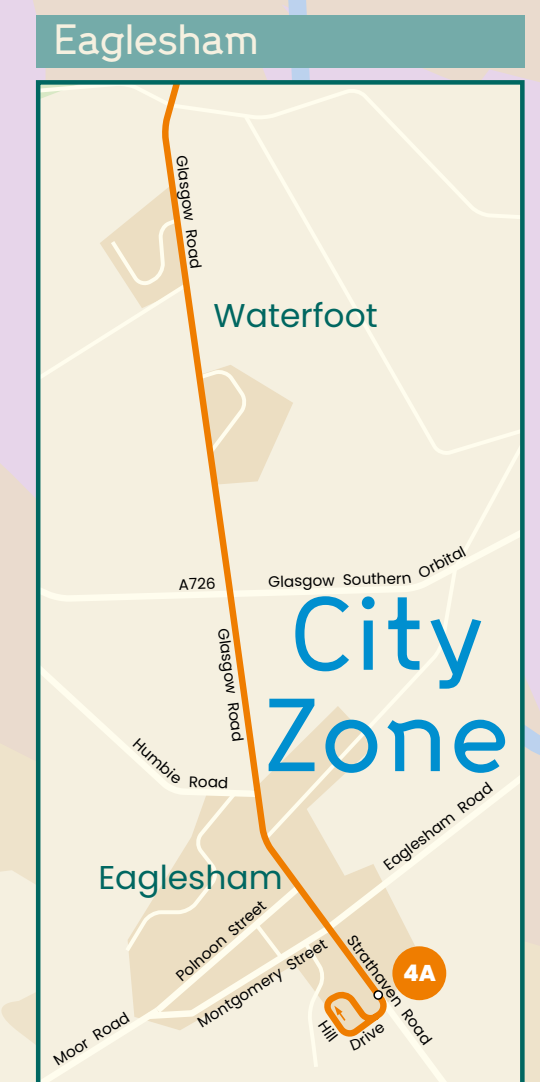 Eaglesham
Glasgow Road
Waterfoot
A726
Glasgow Southern Orbital
City
Zone
Glasgow Road
Humbie Road
Eaglesham Road
Eaglesham
Polnoon Street
Montgomery Street
Strathaven Road
4A
Moor Road
Hill Drive